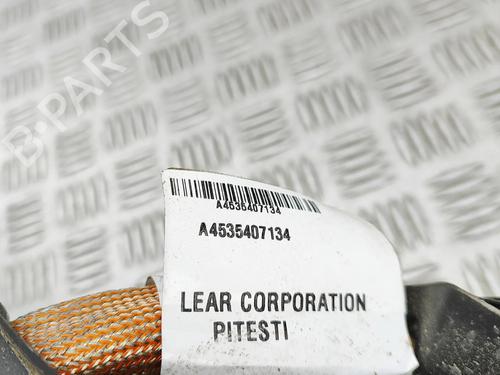 B-PARTS
A4535407134
A4535407134
LEAR CORPORATION
PITESTI